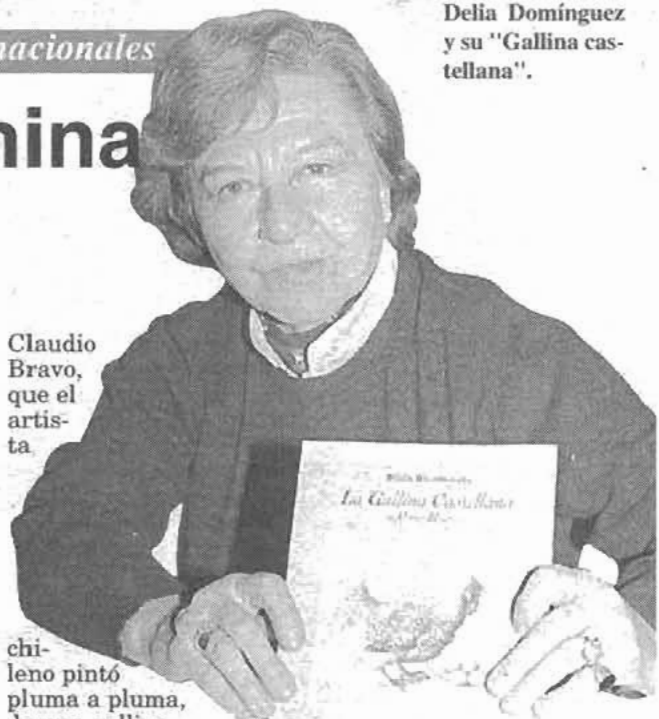 nacionales
nina
Delia Domínguez
y su "Gallina cas-
tellana".
Claudio
Bravo,
que el
artis-
ta
La Gallina Castellana
chi-
leno pintó
pluma a pluma,